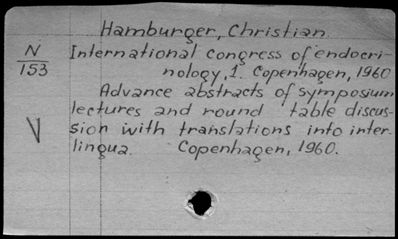 Hamburger, Christian
N
153
International congress of endocri-
nology, 1. Copenhagen, 1960
Advance abstracts of symposium
lectures and round table discus-
sion with translations into inter-
lingua. Copenhagen, 1960.
V